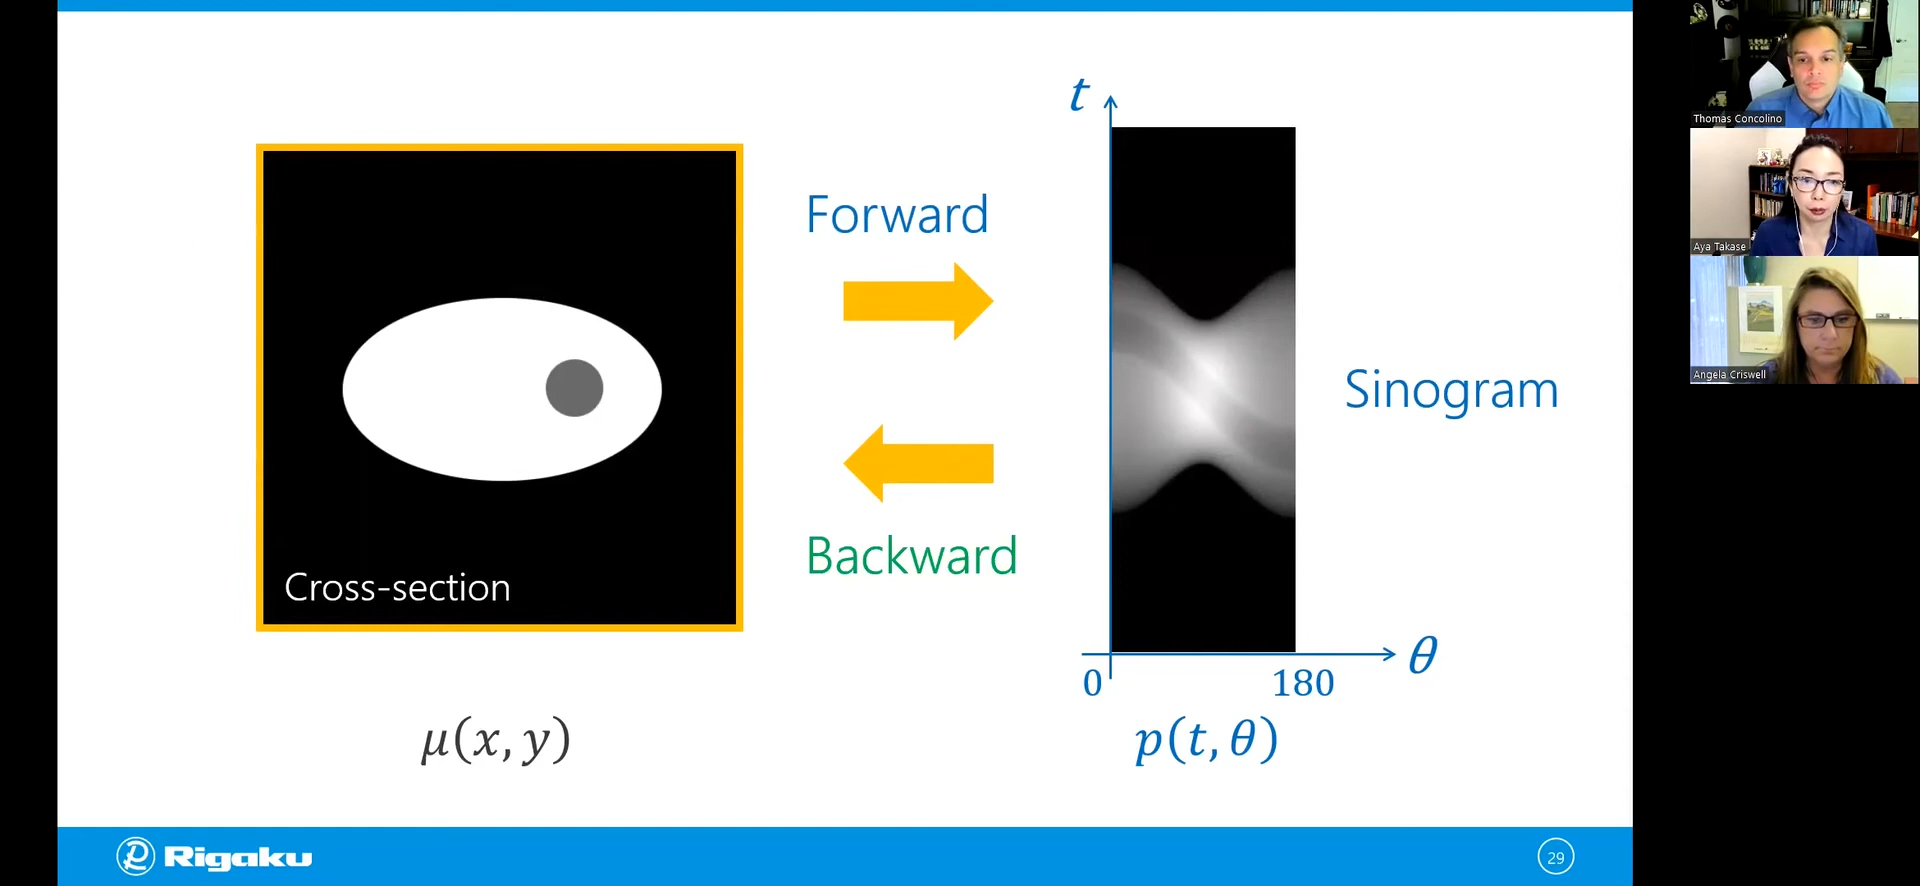 t
Forward
Sinogram
Backward
Cross-section
0
180
θ
μ(x, y)
p(t, θ)
Rigaku
29
Thomas Concolino
Aya Takase
Angela Criswell